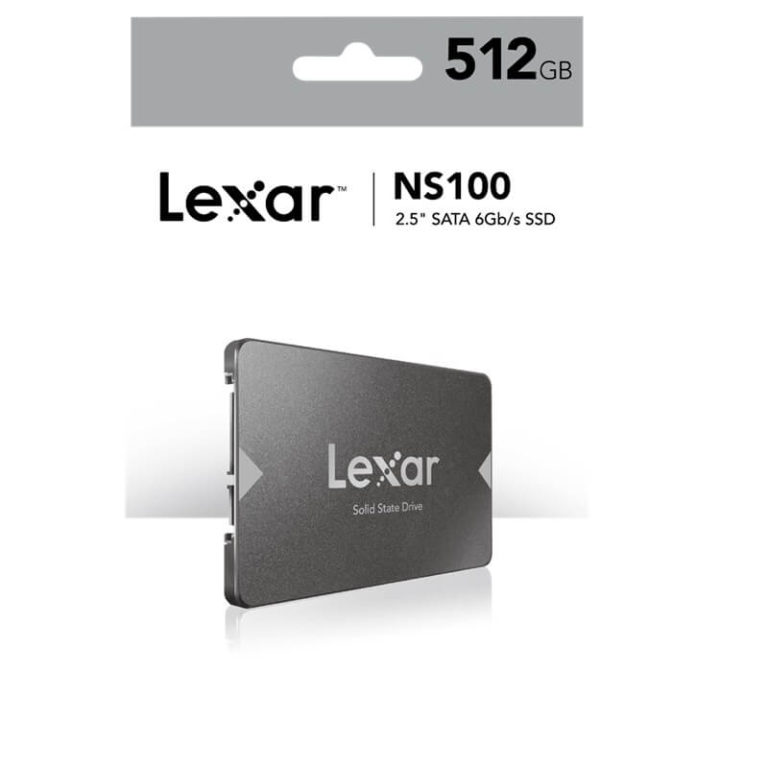 512GB
Lexar™
NS100
2.5" SATA 6Gb/s SSD
Lexar
Solid State Drive